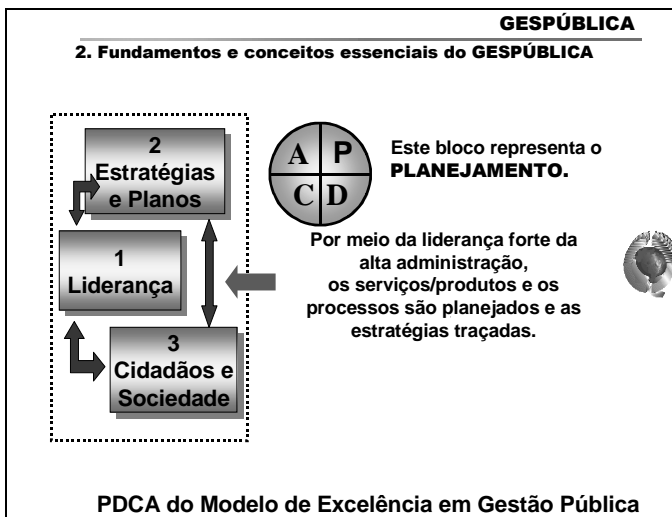 GESPÚBLICA
2. Fundamentos e conceitos essenciais do GESPÚBLICA
2
Estratégias
e Planos
1
Liderança
3
Cidadãos e
Sociedade
A P
C D
Este bloco representa o
PLANEJAMENTO.
Por meio da liderança forte da
alta administração,
os serviços/produtos e os
processos são planejados e as
estratégias traçadas.
PDCA do Modelo de Excelência em Gestão Pública